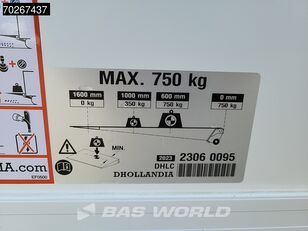 70267437
MAX. 750 kg
1600 mm 1000 mm 600 mm 0 mm
0 kg 350 kg 750 kg 750 kg
MIN.
MA.com
EF0600
DHLC
2023 2306 0095
DHOLLANDIA
BAS WORLD